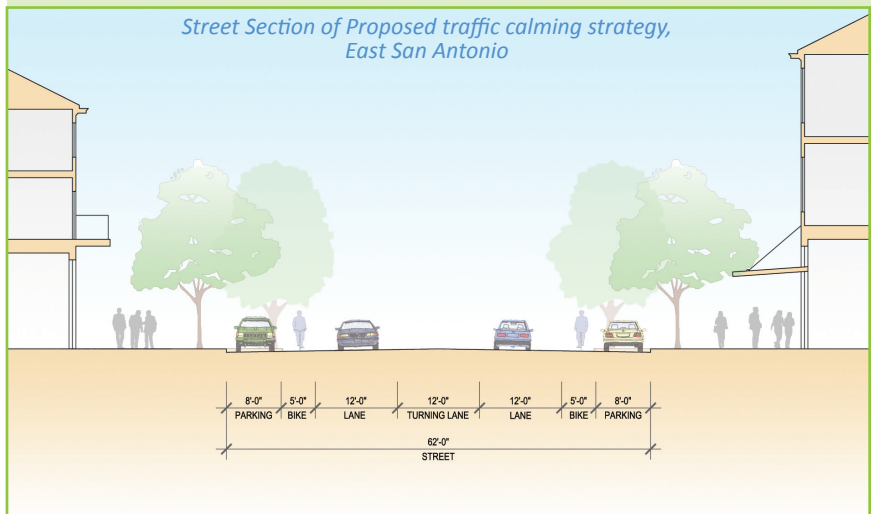 Street Section of Proposed traffic calming strategy,
East San Antonio
8'-0" 5'-0" 12'-0" 12'-0" 12'-0" 5'-0" 8'-0"
PARKING BIKE LANE TURNING LANE LANE BIKE PARKING
62'-0"
STREET